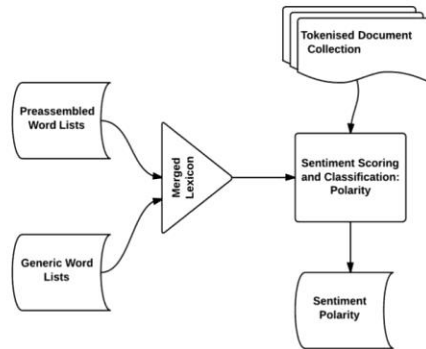 Tokenised Document
Collection
Preassembled
Word Lists
Merged
Lexicon
Sentiment Scoring
and Classification:
Polarity
Generic Word
Lists
Sentiment
Polarity